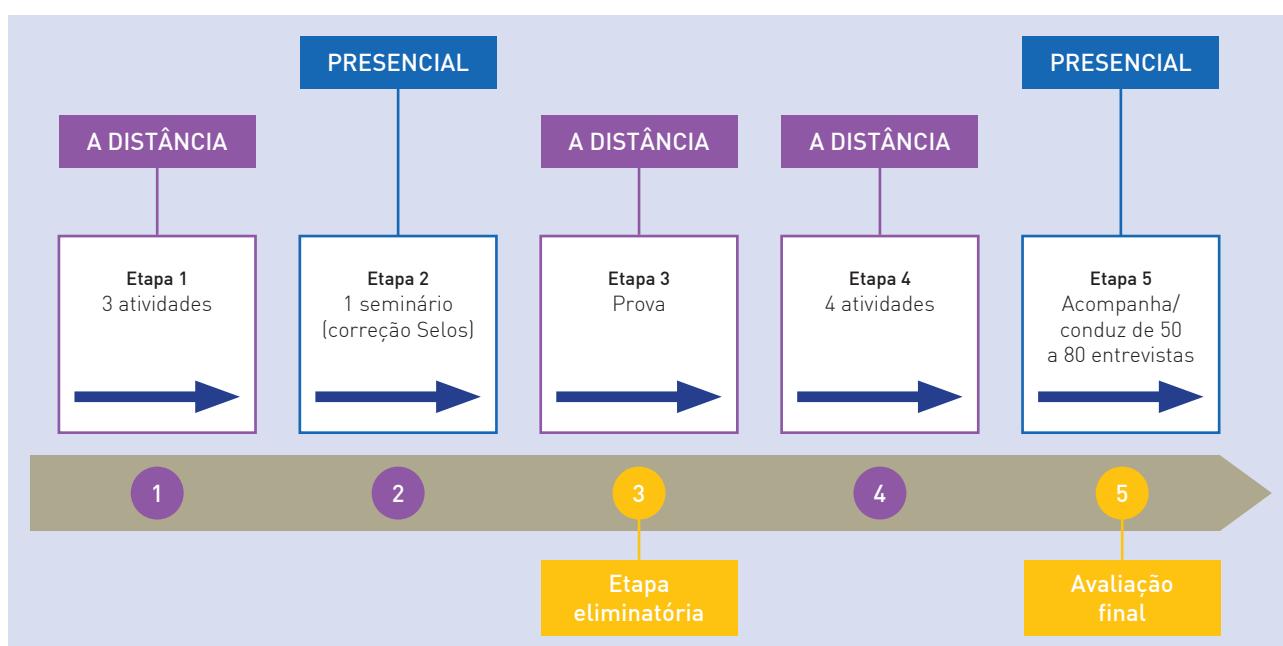 PRESENCIAL
PRESENCIAL
A DISTÂNCIA
A DISTÂNCIA
A DISTÂNCIA
Etapa 1
3 atividades
Etapa 2
1 seminário
(correção Selos)
Etapa 3
Prova
Etapa 4
4 atividades
Etapa 5
Acompanha/
conduz de 50
a 80 entrevistas
1
2
3
4
5
Etapa
eliminatória
Avaliação
final